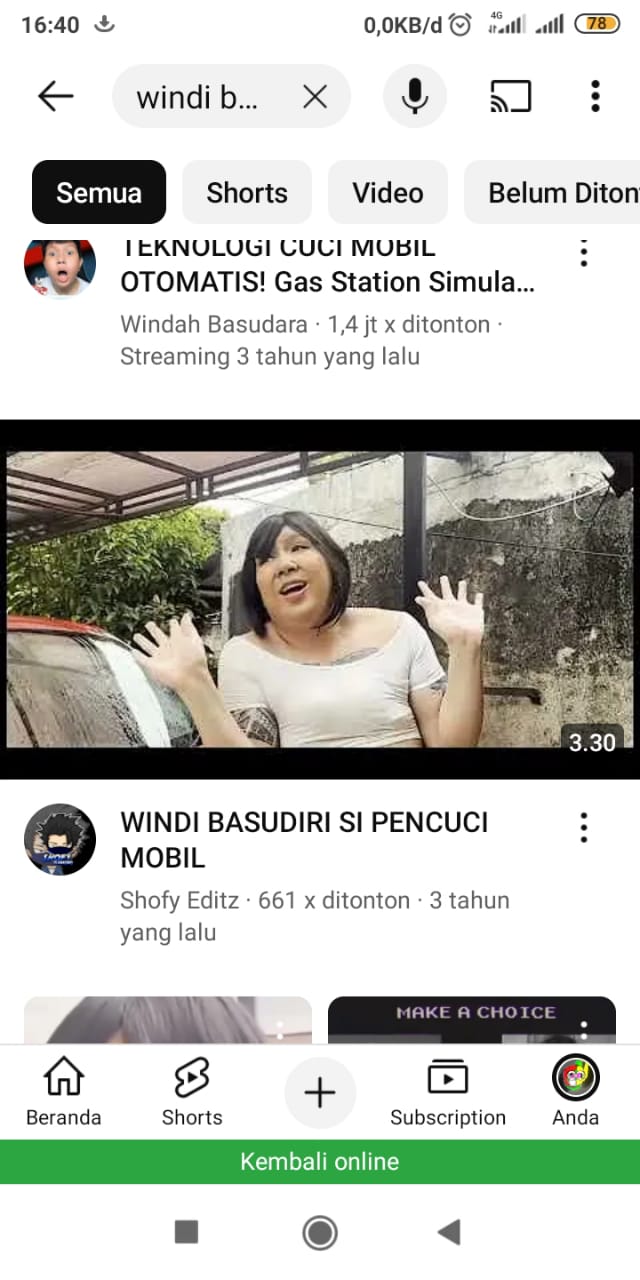 16:40
0,0KB/d
4G
78
windi b...
Semua
Shorts
Video
Belum Diton
TEKNOLOGI CUCI MOBIL
OTOMATIS! Gas Station Simula...
Windah Basudara · 1,4 jt x ditonton ·
Streaming 3 tahun yang lalu
3.30
WINDI BASUDIRI SI PENCUCI
MOBIL
Shofy Editz · 661 x ditonton · 3 tahun
yang lalu
MAKE A CHOICE
Beranda
Shorts
Subscription
Anda
Kembali online